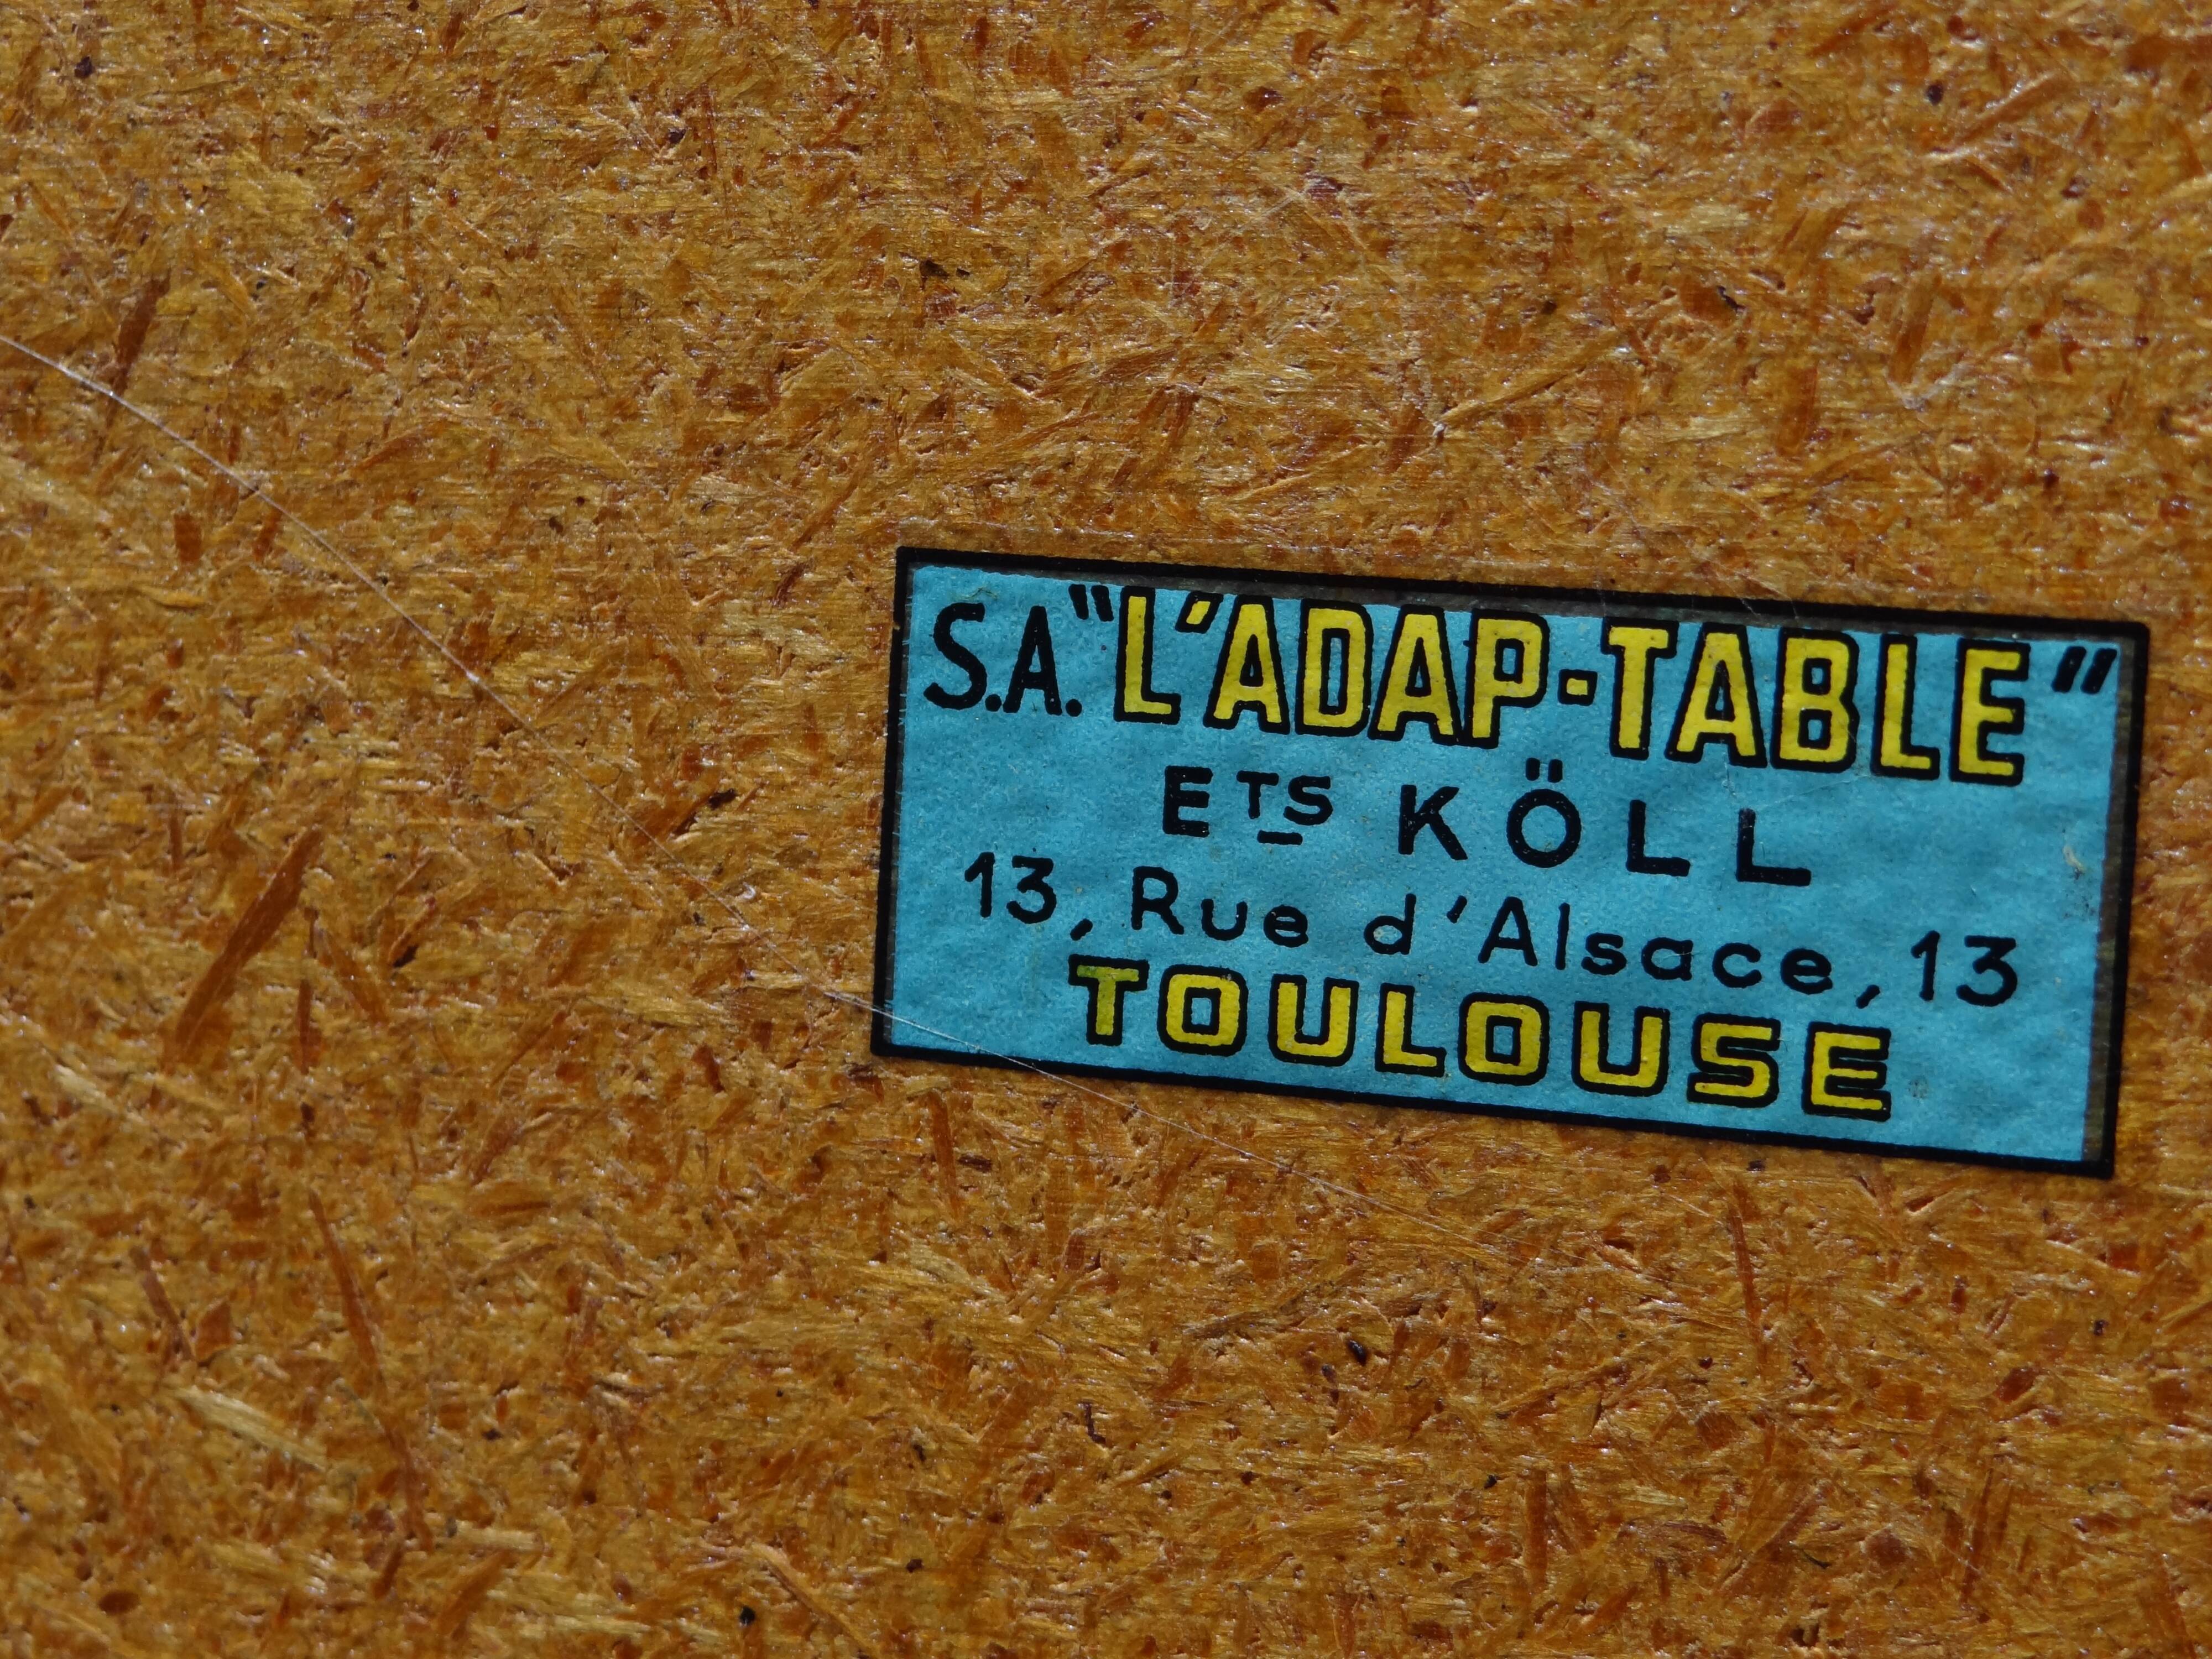 S.A. "L'ADAP-TABLE"
ETS KÖLL
13, Rue d'Alsace, 13
TOULOUSE